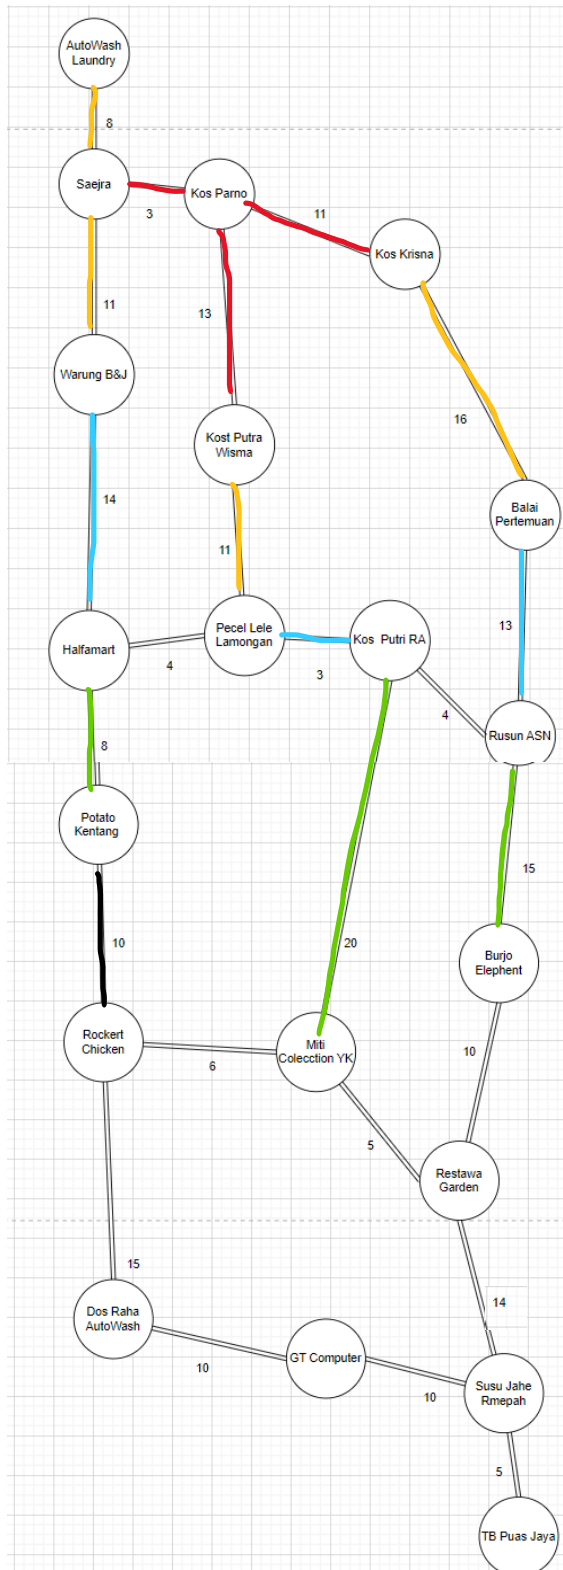 AutoWash
Laundry
8
Saejra
Kos Parno
3
11
Kos Krisna
11
13
Warung B&J
16
Kost Putra
Wisma
14
Balai
Pertemuan
11
13
Halfamart
Pecel Lele
Lamongan
Kos Putri RA
4
3
4
Rusun ASN
8
Potato
Kentang
15
10
20
Burjo
Elephent
Rockert
Chicken
Miti
Colecction YK
6
10
5
Restawa
Garden
15
14
Dos Raha
AutoWash
GT Computer
10
10
Susu Jahe
Rmepah
5
TB Puas Jaya